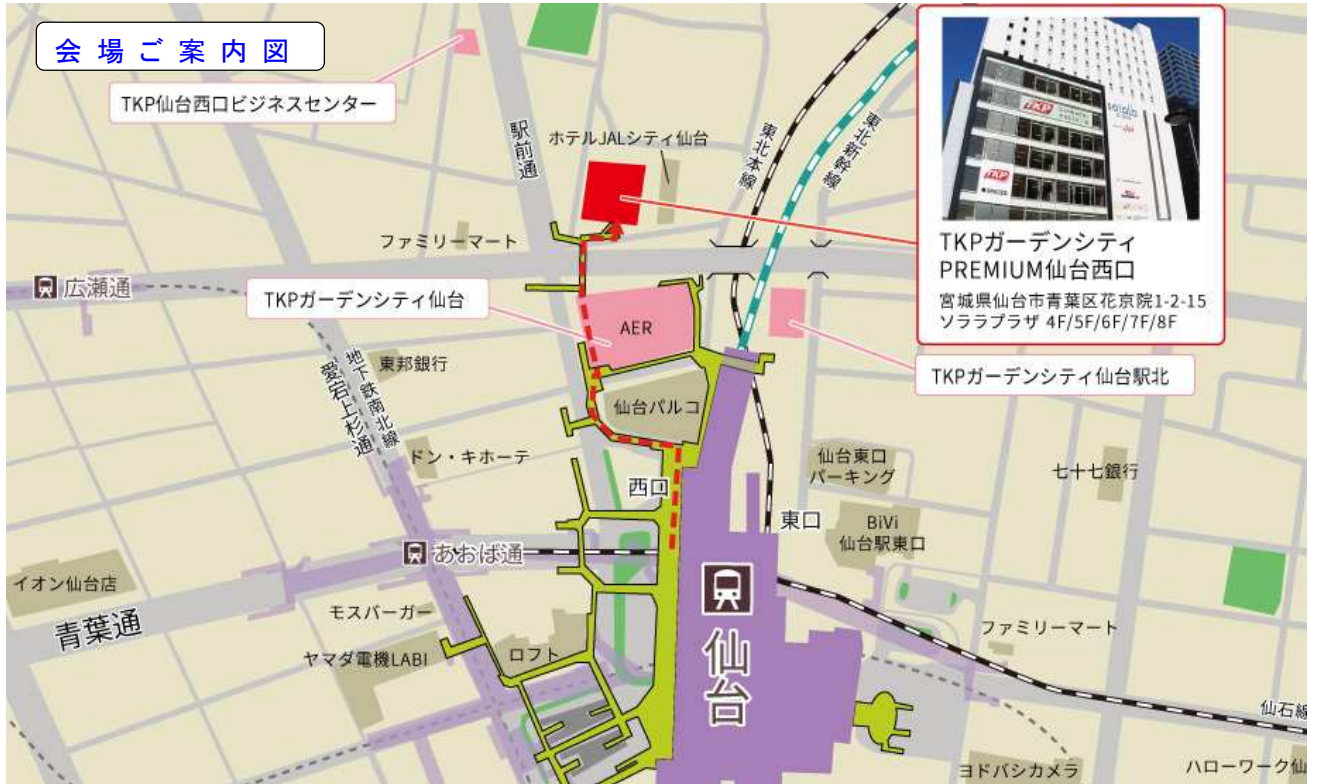 会場ご案内図
TKP仙台西口ビジネスセンター
駅前通
ホテルJALシティ仙台
東北本線
東北新幹線
TKP
TKP
TKPガーデンシティ
PREMIUM仙台西口
宮城県仙台市青葉区花京院1-2-15
ソララプラザ 4F/5F/6F/7F/8F
ファミリーマート
広瀬通
TKPガーデンシティ仙台
AER
TKPガーデンシティ仙台駅北
東邦銀行
地下鉄南北線
愛宕上杉通
仙台パルコ
ドン・キホーテ
西口
仙台東口
パーキング
七十七銀行
東口
BiVi
仙台駅東口
あおば通
イオン仙台店
青葉通
モスバーガー
ヤマダ電機LABI
ロフト
仙台
ファミリーマート
仙石線
ヨドバシカメラ
ハローワーク仙